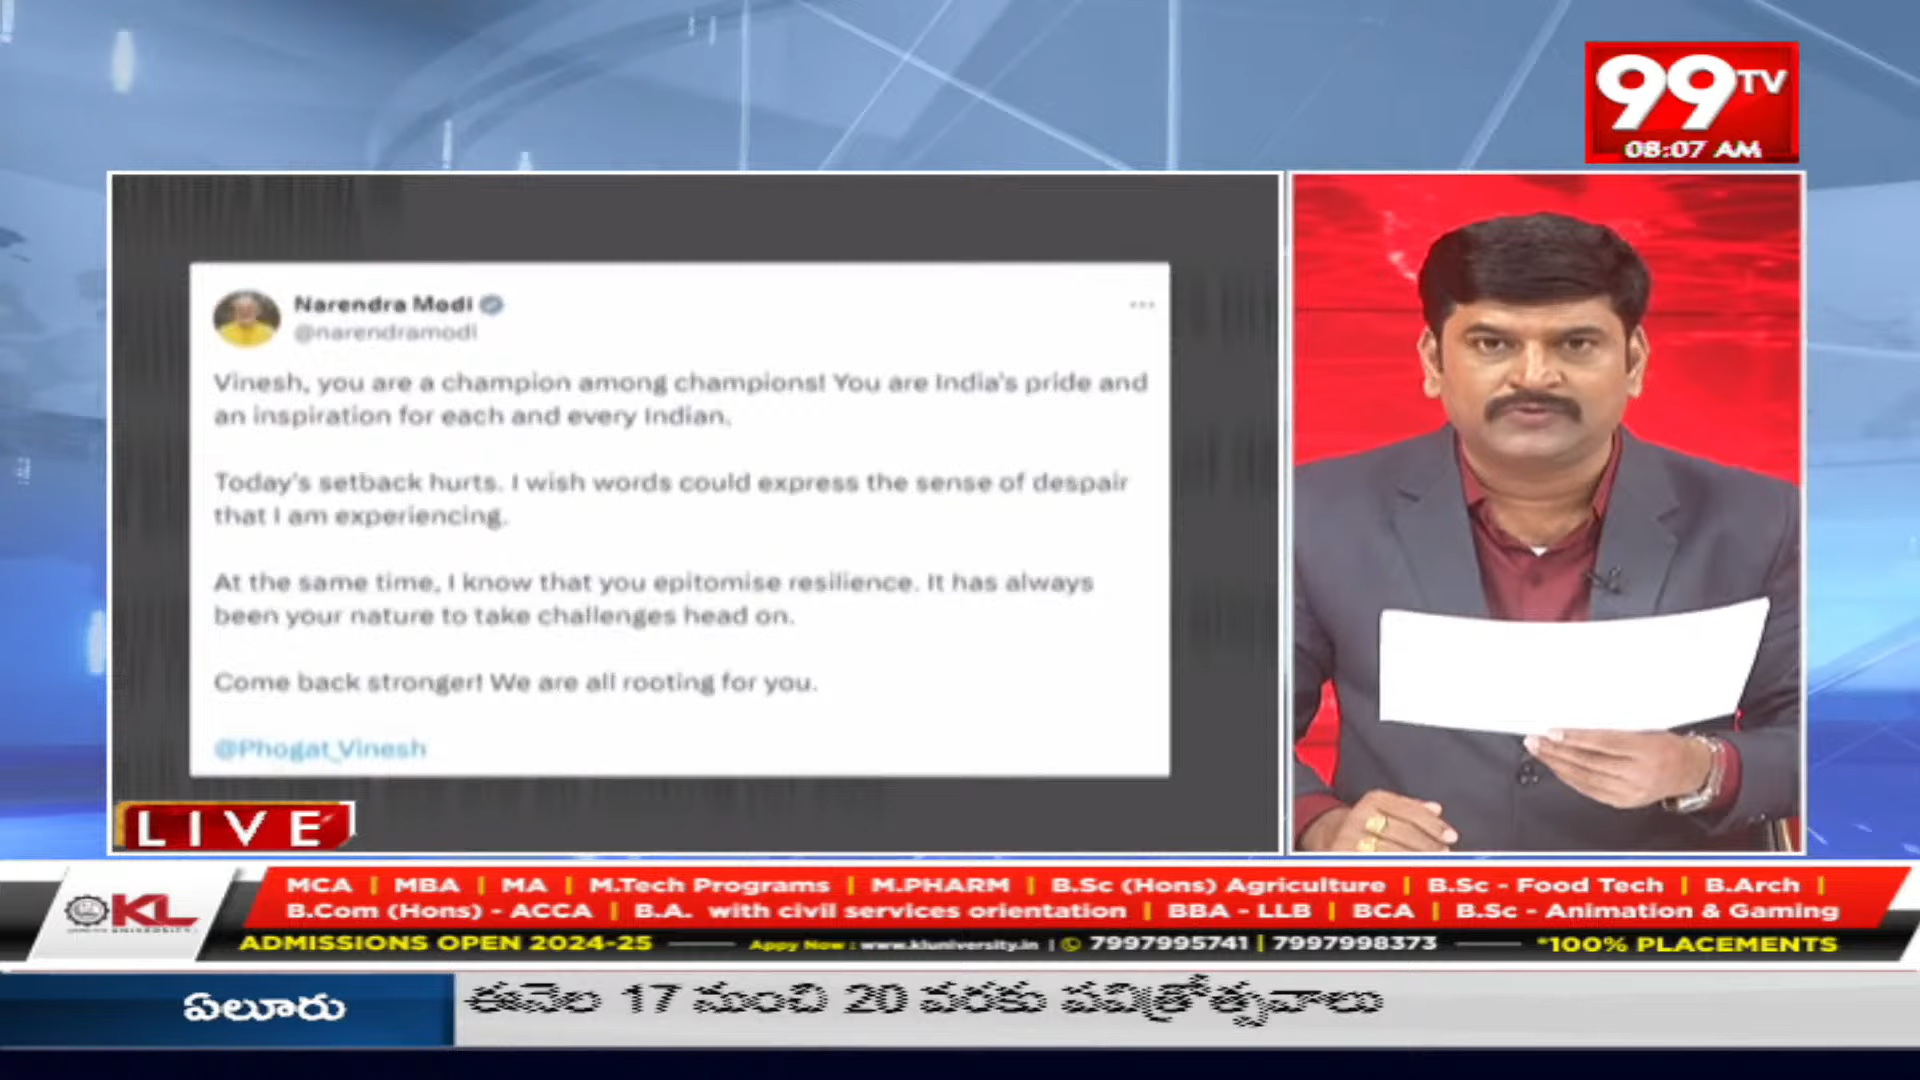 99TV
08:07 AM
Narendra Modi
@narendramodi
Vinesh, you are a champion among champions! You are India's pride and
an inspiration for each and every Indian.
Today's setback hurts. I wish words could express the sense of despair
that I am experiencing.
At the same time, I know that you epitomise resilience. It has always
been your nature to take challenges head on.
Come back stronger! We are all rooting for you.
@Phogat_Vinesh
LIVE
KL
MCA | MBA | MA | M.Tech Programs | M.PHARM | B.Sc (Hons) Agriculture | B.Sc - Food Tech | B.Arch |
B.Com (Hons) - ACCA | B.A. with civil services orientation | BBA - LLB | BCA | B.Sc - Animation & Gaming
ADMISSIONS OPEN 2024-25 Apply Now : www.kluniversity.in | 7997995741 | 7997998373 *100% PLACEMENTS
ఏలూరు ఈనెల 17 నుంచి 20 వరకు పవిత్రోత్సవాలు